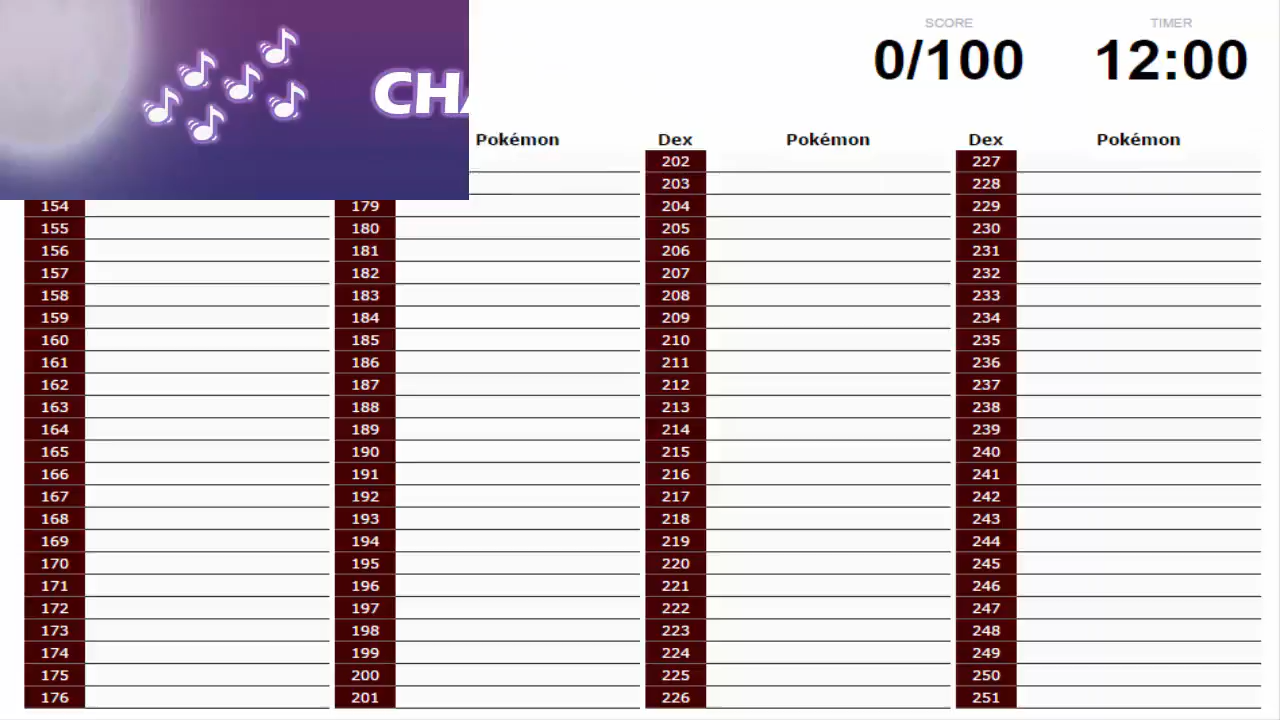 SCORE TIMER
0/100 12:00
CHA
Pokémon Dex Pokémon Dex Pokémon
202 227
203 228
154 179 204 229
155 180 205 230
156 181 206 231
157 182 207 232
158 183 208 233
159 184 209 234
160 185 210 235
161 186 211 236
162 187 212 237
163 188 213 238
164 189 214 239
165 190 215 240
166 191 216 241
167 192 217 242
168 193 218 243
169 194 219 244
170 195 220 245
171 196 221 246
172 197 222 247
173 198 223 248
174 199 224 249
175 200 225 250
176 201 226 251